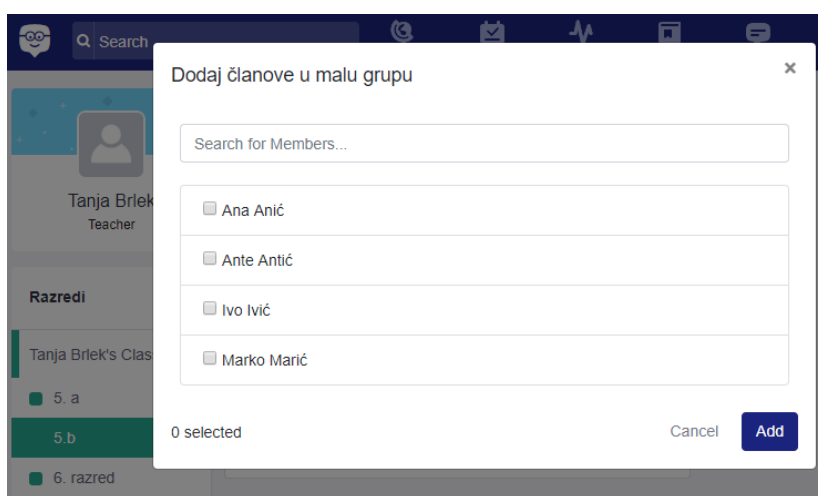 Search
Dodaj članove u malu grupu
×
Search for Members...
Tanja Brlek
Teacher
Ana Anić
Ante Antić
Ivo Ivić
Marko Marić
Razredi
Tanja Brlek's Clas
5. a
5.b
6. razred
0 selected
Cancel
Add